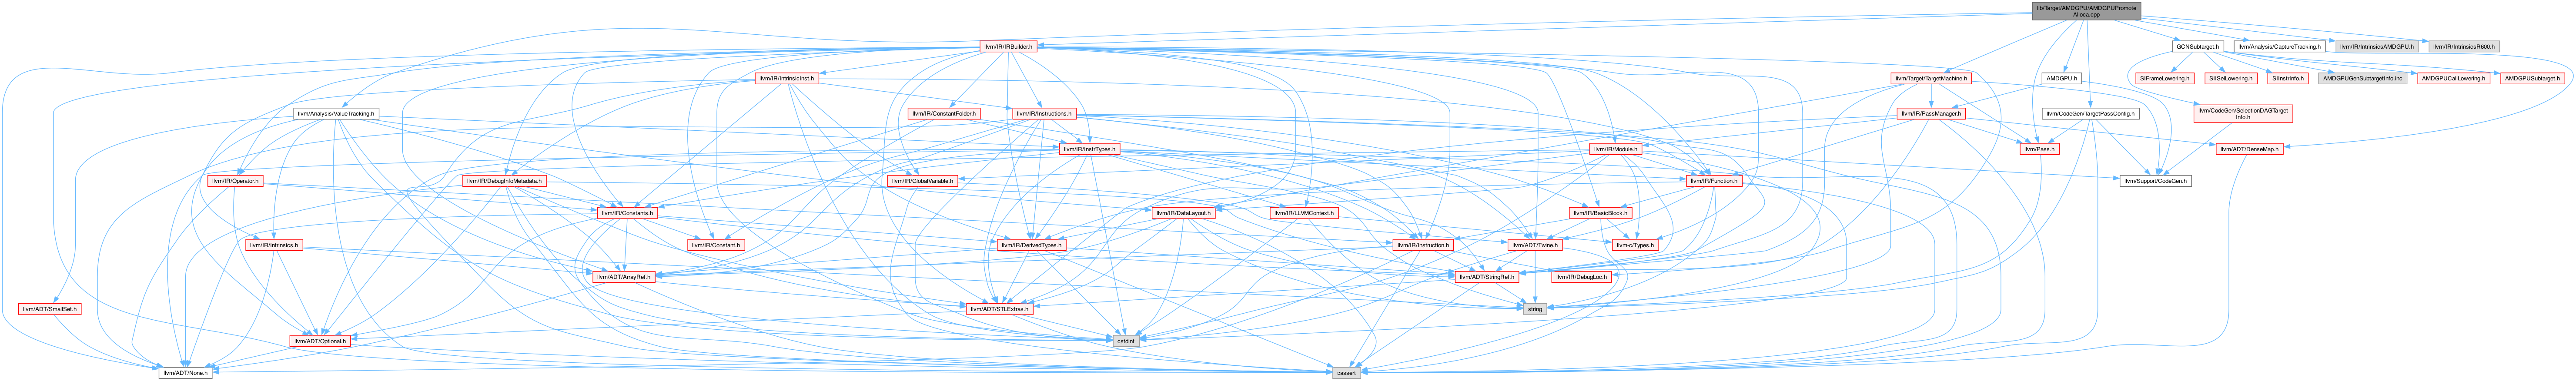 lib/Target/AMDGPU/AMDGPUPromote
Alloca.cpp
llvm/IR/IRBuilder.h
GCNSubtarget.h
llvm/Analysis/CaptureTracking.h
llvm/IR/IntrinsicsAMDGPU.h
llvm/IR/IntrinsicsR600.h
llvm/IR/IntrinsicInst.h
llvm/Target/TargetMachine.h
AMDGPU.h
SIFrameLowering.h
SIISelLowering.h
SIInstrInfo.h
AMDGPUGenSubtargetInfo.inc
AMDGPUCallLowering.h
AMDGPUSubtarget.h
llvm/Analysis/ValueTracking.h
llvm/IR/ConstantFolder.h
llvm/IR/Instructions.h
llvm/IR/PassManager.h
llvm/CodeGen/TargetPassConfig.h
llvm/CodeGen/SelectionDAGTarget
Info.h
llvm/IR/InstrTypes.h
llvm/IR/Module.h
llvm/Pass.h
llvm/ADT/DenseMap.h
llvm/IR/Operator.h
llvm/IR/DebugInfoMetadata.h
llvm/IR/GlobalVariable.h
llvm/IR/Function.h
llvm/Support/CodeGen.h
llvm/IR/Constants.h
llvm/IR/DataLayout.h
llvm/IR/LLVMContext.h
llvm/IR/BasicBlock.h
llvm/IR/Intrinsics.h
llvm/IR/Constant.h
llvm/IR/DerivedTypes.h
llvm/IR/Instruction.h
llvm/ADT/Twine.h
llvm-c/Types.h
llvm/ADT/ArrayRef.h
llvm/ADT/StringRef.h
llvm/IR/DebugLoc.h
llvm/ADT/SmallSet.h
llvm/ADT/STLExtras.h
string
llvm/ADT/Optional.h
cstdint
llvm/ADT/None.h
cassert